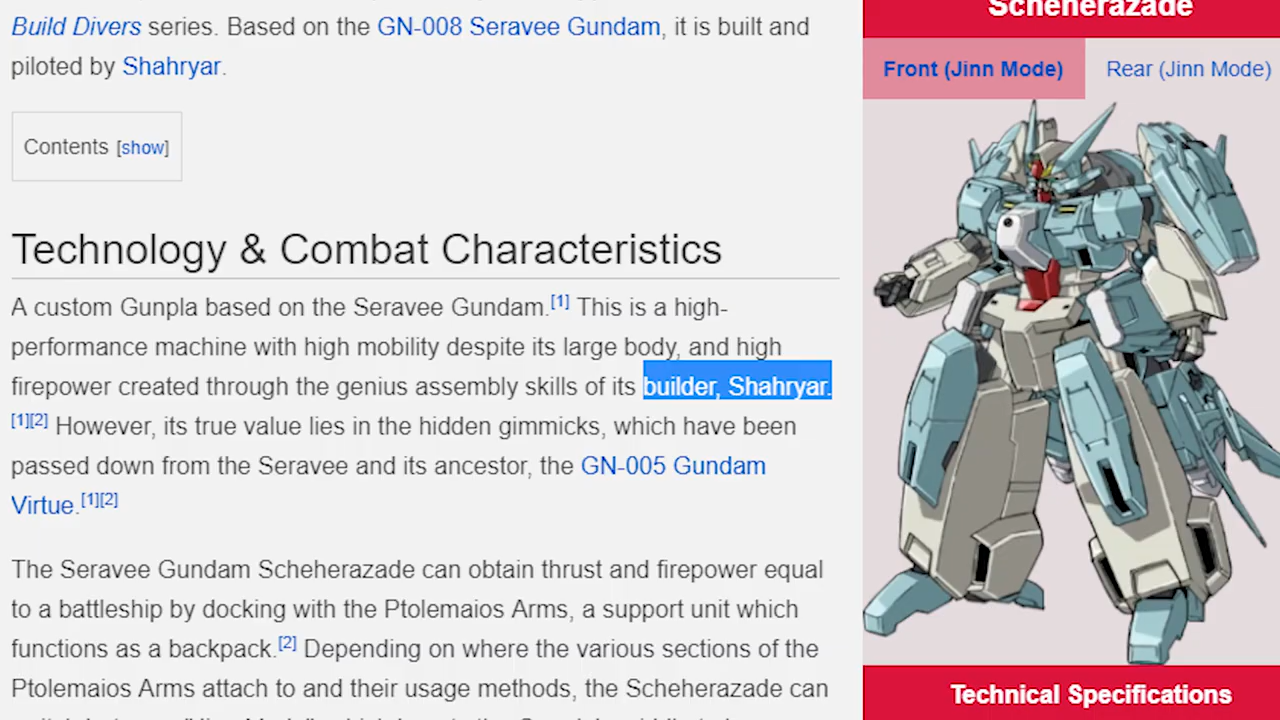 Build Divers series. Based on the GN-008 Seravee Gundam, it is built and
piloted by Shahryar.
Contents [show]
Technology & Combat Characteristics
A custom Gunpla based on the Seravee Gundam.[1] This is a high-
performance machine with high mobility despite its large body, and high
firepower created through the genius assembly skills of its builder, Shahryar.
[1][2] However, its true value lies in the hidden gimmicks, which have been
passed down from the Seravee and its ancestor, the GN-005 Gundam
Virtue.[1][2]
The Seravee Gundam Scheherazade can obtain thrust and firepower equal
to a battleship by docking with the Ptolemaios Arms, a support unit which
functions as a backpack.[2] Depending on where the various sections of the
Ptolemaios Arms attach to and their usage methods, the Scheherazade can
Scheherazade
Front (Jinn Mode)
Rear (Jinn Mode)
Technical Specifications